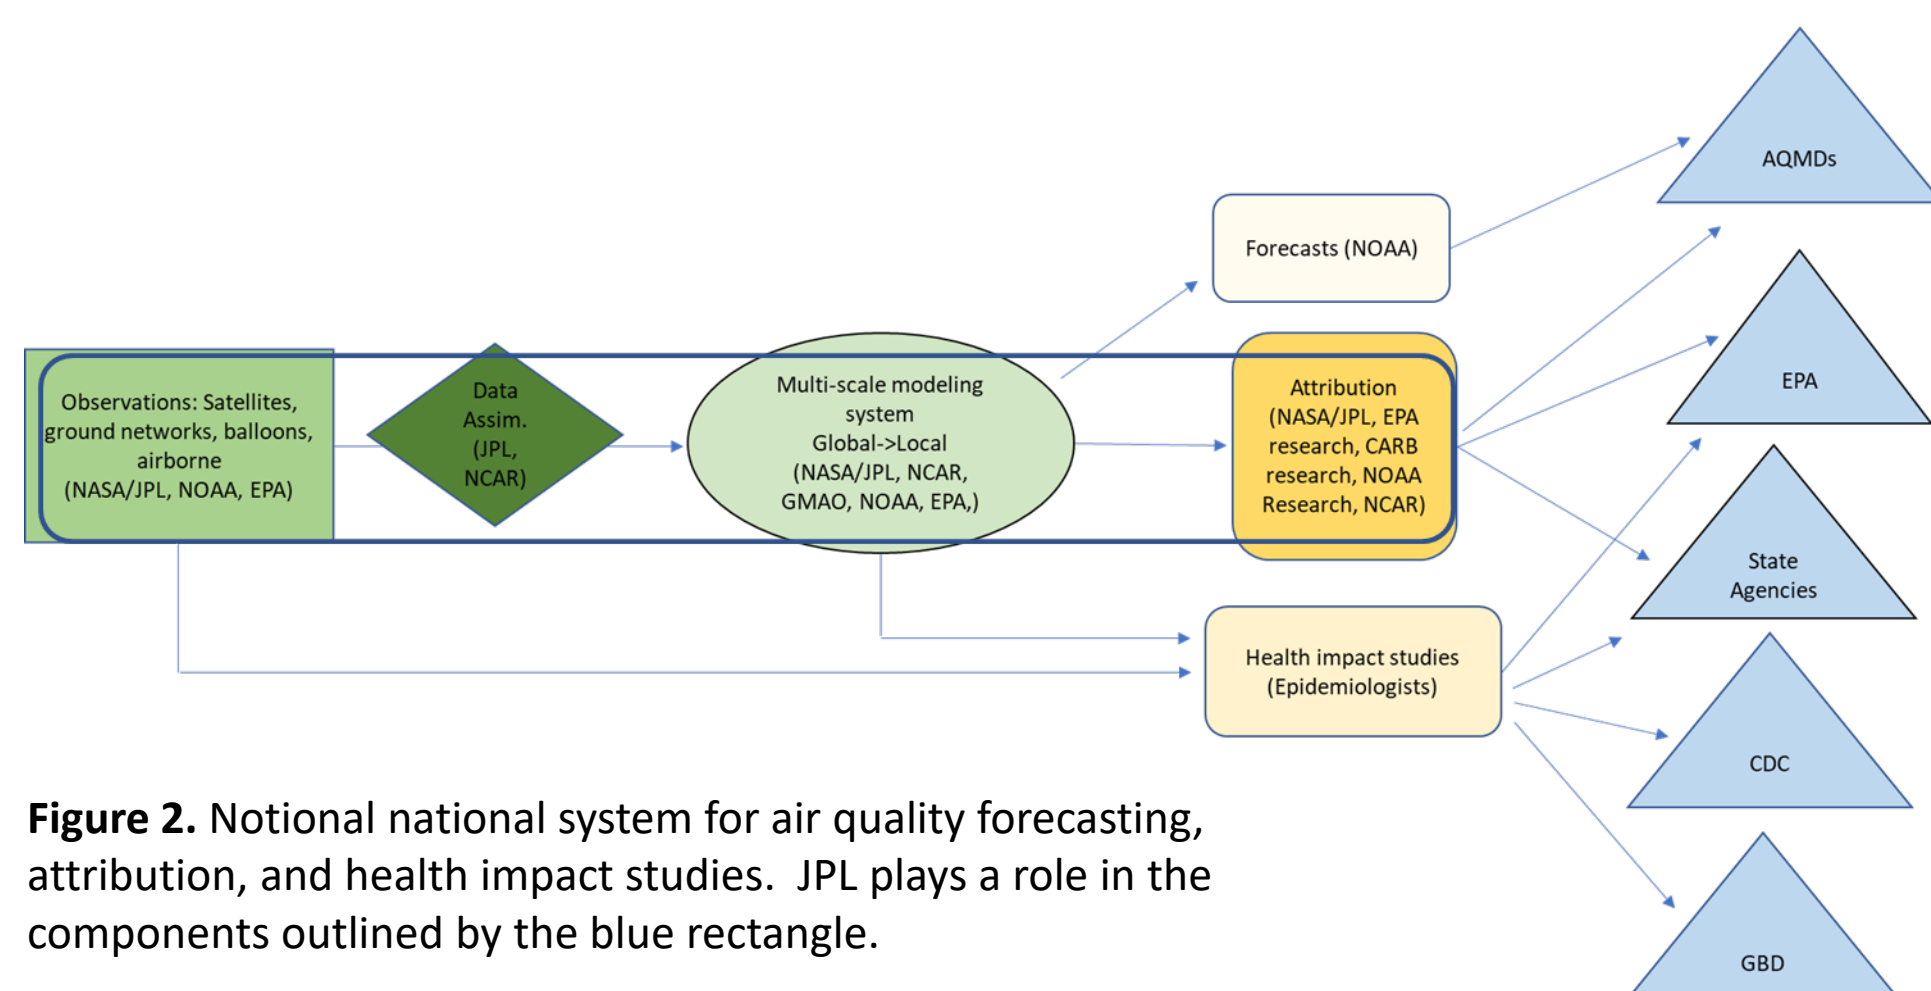 AQMDs
Forecasts (NOAA)
EPA
Observations: Satellites,
ground networks, balloons,
airborne
(NASA/JPL, NOAA, EPA)
Data
Assim.
(JPL,
NCAR)
Multi-scale modeling
system
Global->Local
(NASA/JPL, NCAR,
GMAO, NOAA, EPA,)
Attribution
(NASA/JPL, EPA
research, CARB
research, NOAA
Research, NCAR)
State
Agencies
Health impact studies
(Epidemiologists)
CDC
GBD
Figure 2. Notional national system for air quality forecasting,
attribution, and health impact studies.  JPL plays a role in the
components outlined by the blue rectangle.